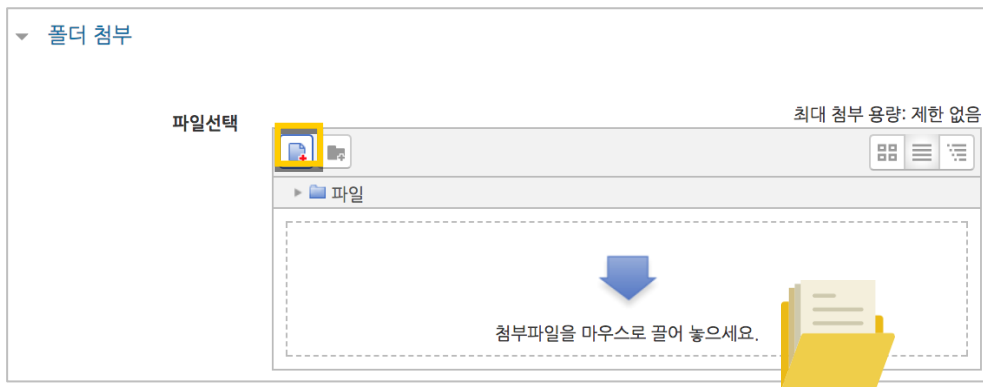 폴더 첨부
최대 첨부 용량: 제한 없음
파일선택
파일
첨부파일을 마우스로 끌어 놓으세요.